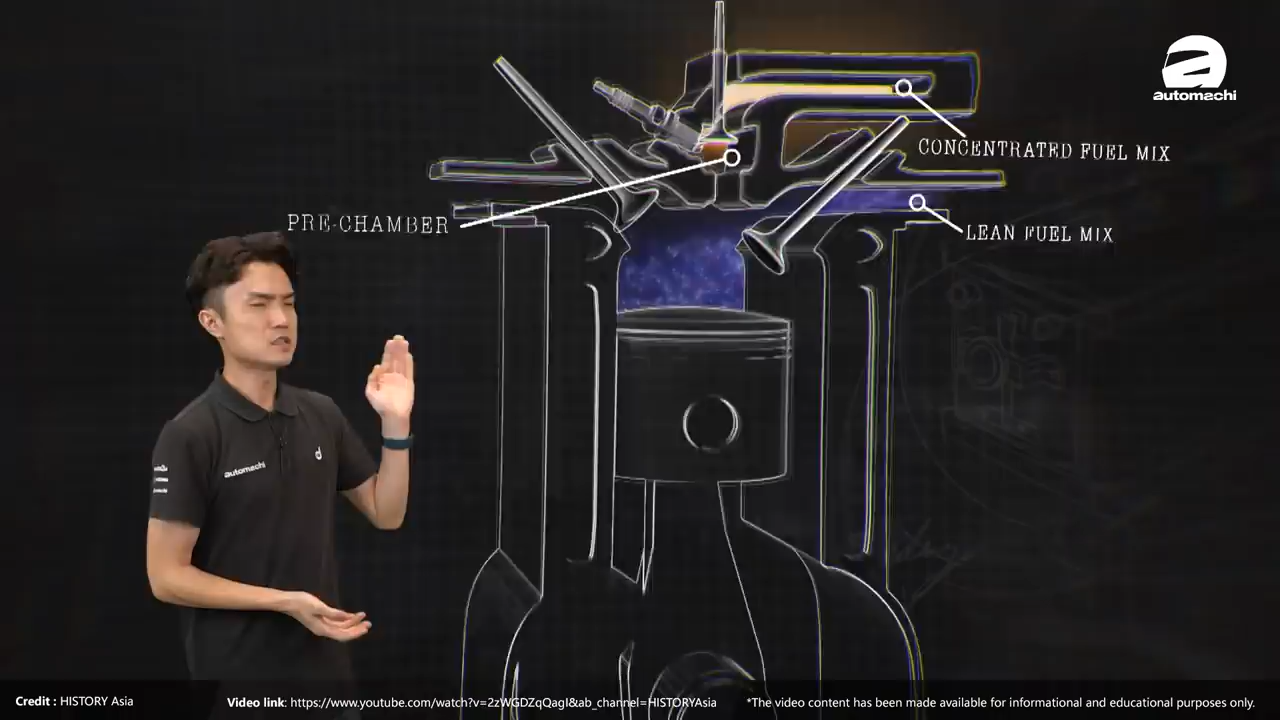 automachi
CONCENTRATED FUEL MIX
PRE-CHAMBER
LEAN FUEL MIX
automachi
Credit : HISTORY Asia
Video link: https://www.youtube.com/watch?v=2zWGDZqQagI&ab_channel=HISTORYAsia
*The video content has been made available for informational and educational purposes only.